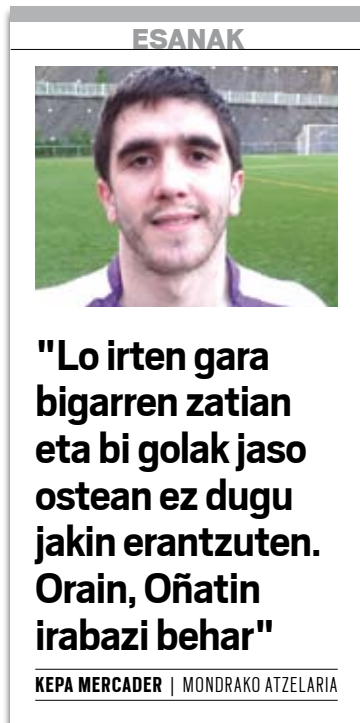 ESANAK
"Lo irten gara
bigarren zatian
eta bi golak jaso
ostean ez dugu
jakin erantzuten.
Orain, Oñatin
irabazi behar"
KEPA MERCADER | MONDRAKO ATZELARIA